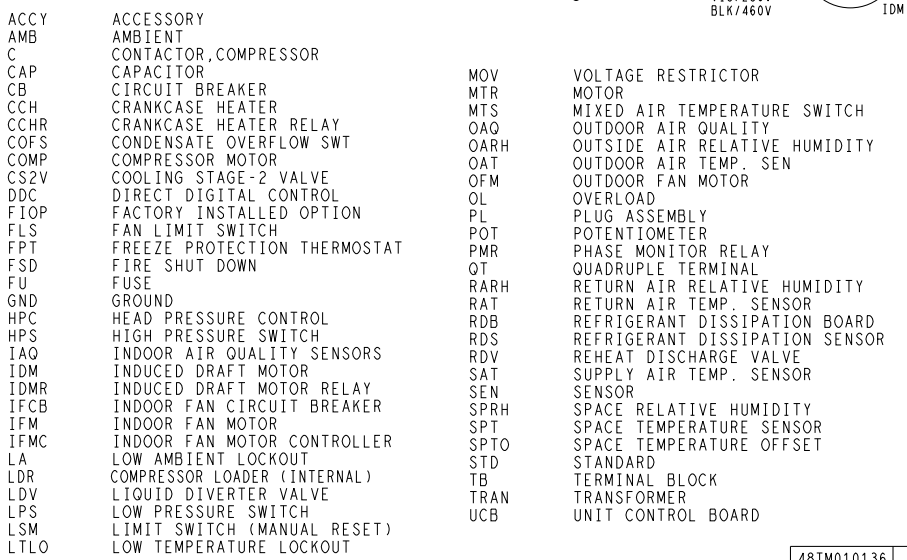 BLK/460V
IDM
ACCY ACCESSORY
AMB AMBIENT
C CONTACTOR,COMPRESSOR
CAP CAPACITOR
CB CIRCUIT BREAKER
CCH CRANKCASE HEATER
CCHR CRANKCASE HEATER RELAY
COFS CONDENSATE OVERFLOW SWT
COMP COMPRESSOR MOTOR
CS2V COOLING STAGE-2 VALVE
DDC DIRECT DIGITAL CONTROL
FIOP FACTORY INSTALLED OPTION
FLS FAN LIMIT SWITCH
FPT FREEZE PROTECTION THERMOSTAT
FSD FIRE SHUT DOWN
FU FUSE
GND GROUND
HPC HEAD PRESSURE CONTROL
HPS HIGH PRESSURE SWITCH
IAQ INDOOR AIR QUALITY SENSORS
IDM INDUCED DRAFT MOTOR
IDMR INDUCED DRAFT MOTOR RELAY
IFCB INDOOR FAN CIRCUIT BREAKER
IFM INDOOR FAN MOTOR
IFMC INDOOR FAN MOTOR CONTROLLER
LA LOW AMBIENT LOCKOUT
LDR COMPRESSOR LOADER (INTERNAL)
LDV LIQUID DIVERTER VALVE
LPS LOW PRESSURE SWITCH
LSM LIMIT SWITCH (MANUAL RESET)
LTLO LOW TEMPERATURE LOCKOUT
MOV VOLTAGE RESTRICTOR
MTR MOTOR
MTS MIXED AIR TEMPERATURE SWITCH
OAQ OUTDOOR AIR QUALITY
OARH OUTSIDE AIR RELATIVE HUMIDITY
OAT OUTDOOR AIR TEMP. SEN
OFM OUTDOOR FAN MOTOR
OL OVERLOAD
PL PLUG ASSEMBLY
POT POTENTIOMETER
PMR PHASE MONITOR RELAY
QT QUADRUPLE TERMINAL
RARH RETURN AIR RELATIVE HUMIDITY
RAT RETURN AIR TEMP. SENSOR
RDB REFRIGERANT DISSIPATION BOARD
RDS REFRIGERANT DISSIPATION SENSOR
RDV REHEAT DISCHARGE VALVE
SAT SUPPLY AIR TEMP. SENSOR
SEN SENSOR
SPRH SPACE RELATIVE HUMIDITY
SPT SPACE TEMPERATURE SENSOR
SPTO SPACE TEMPERATURE OFFSET
STD STANDARD
TB TERMINAL BLOCK
TRAN TRANSFORMER
UCB UNIT CONTROL BOARD
48TM010136